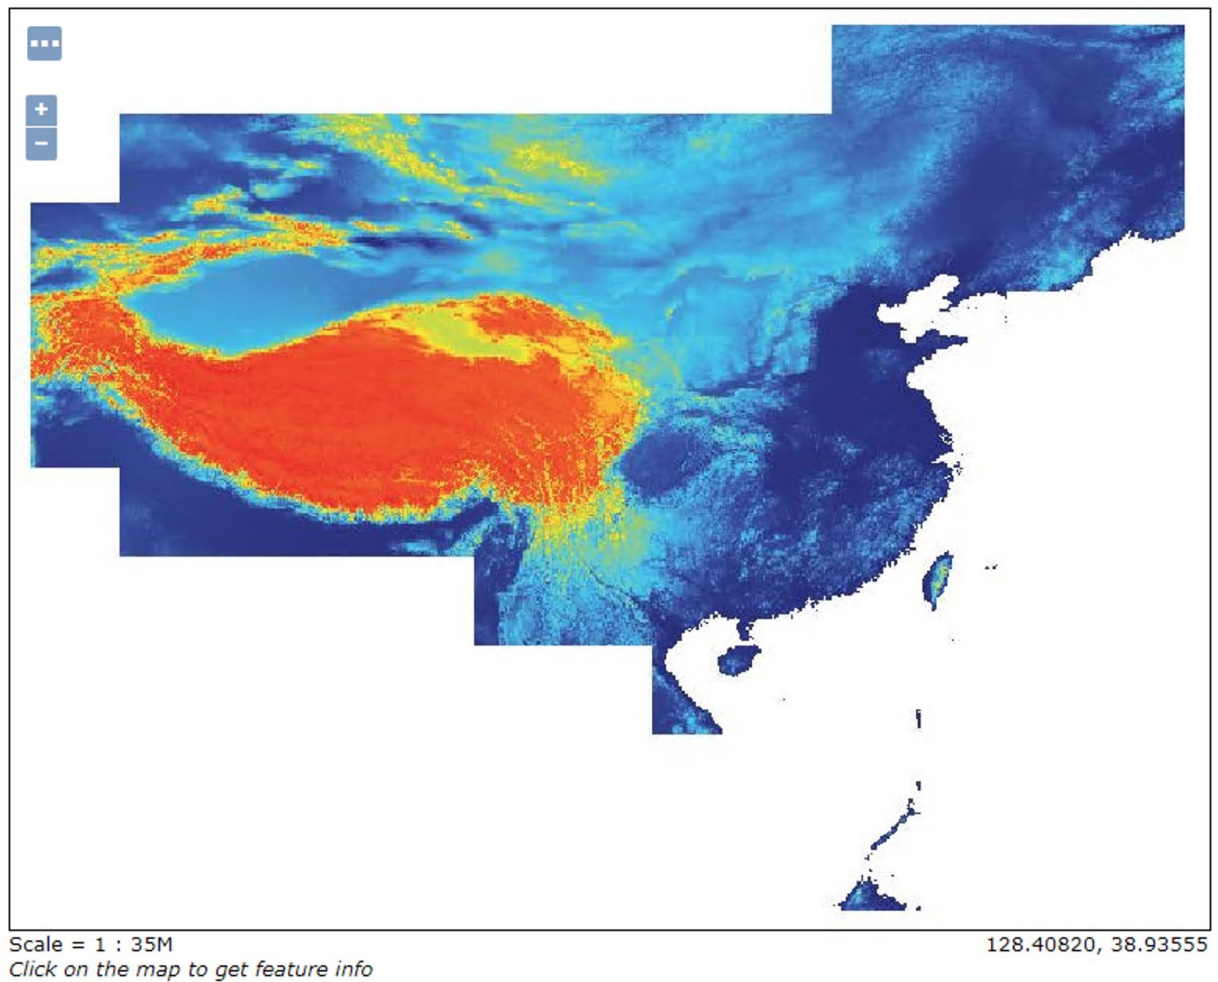 +
−
Scale = 1 : 35M
128.40820, 38.93555
Click on the map to get feature info